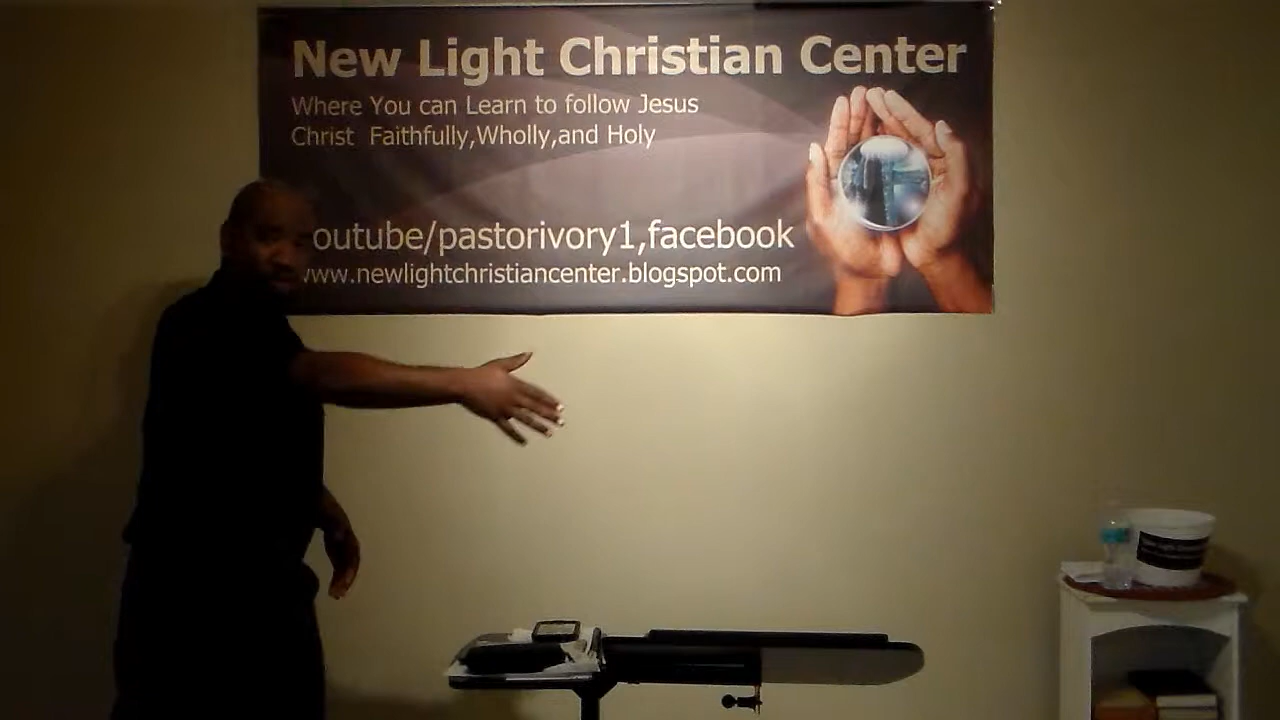 New Light Christian Center
Where You can Learn to follow Jesus
Christ Faithfully,Wholly,and Holy
outube/pastorivory1,facebook
www.newlightchristiancenter.blogspot.com